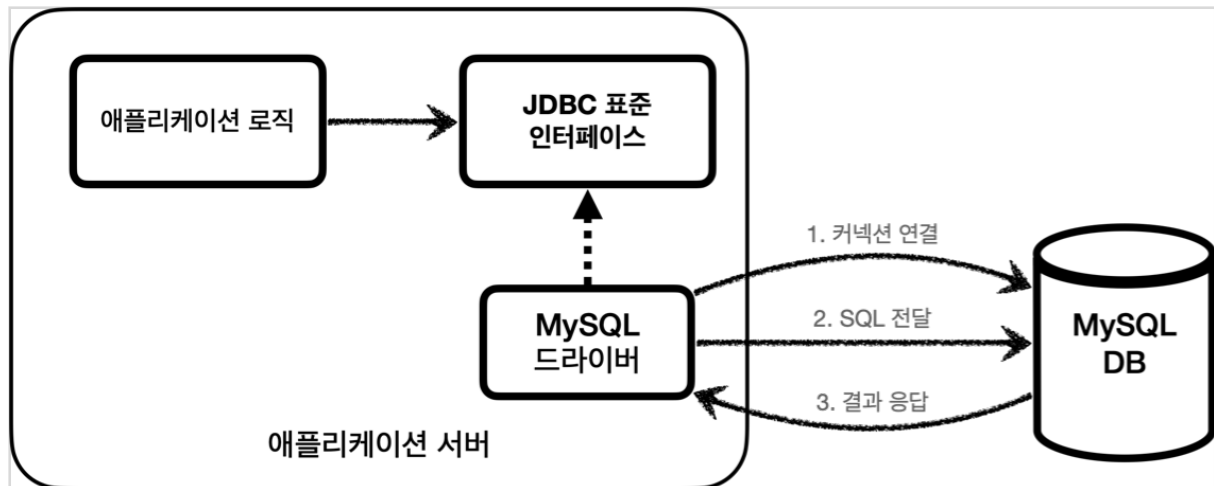 애플리케이션 로직
JDBC 표준
인터페이스
1. 커넥션 연결
MySQL
드라이버
2. SQL 전달
MySQL
DB
3. 결과 응답
애플리케이션 서버